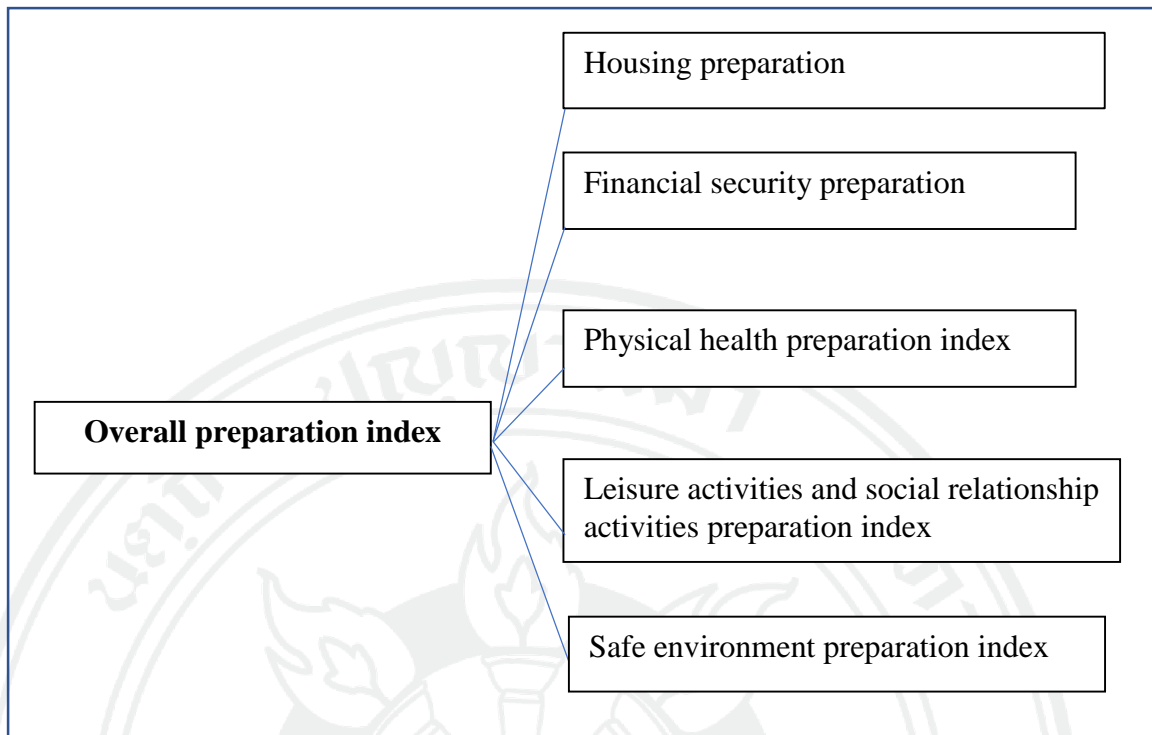 Housing preparation
Financial security preparation
Physical health preparation index
Overall preparation index
Leisure activities and social relationship
activities preparation index
Safe environment preparation index